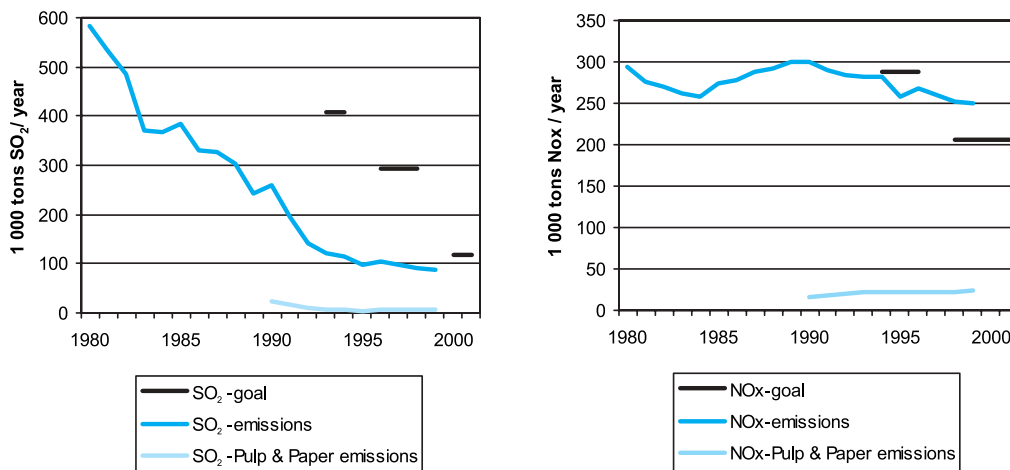 600
500
400
300
200
100
0
1 000 tons SO₂/ year
1980 1985 1990 1995 2000
SO₂ -goal
SO₂ -emissions
SO₂ -Pulp & Paper emissions
350
300
250
200
150
100
50
0
1 000 tons Nox / year
1980 1985 1990 1995 2000
NOx-goal
NOx-emissions
NOx-Pulp & Paper emissions